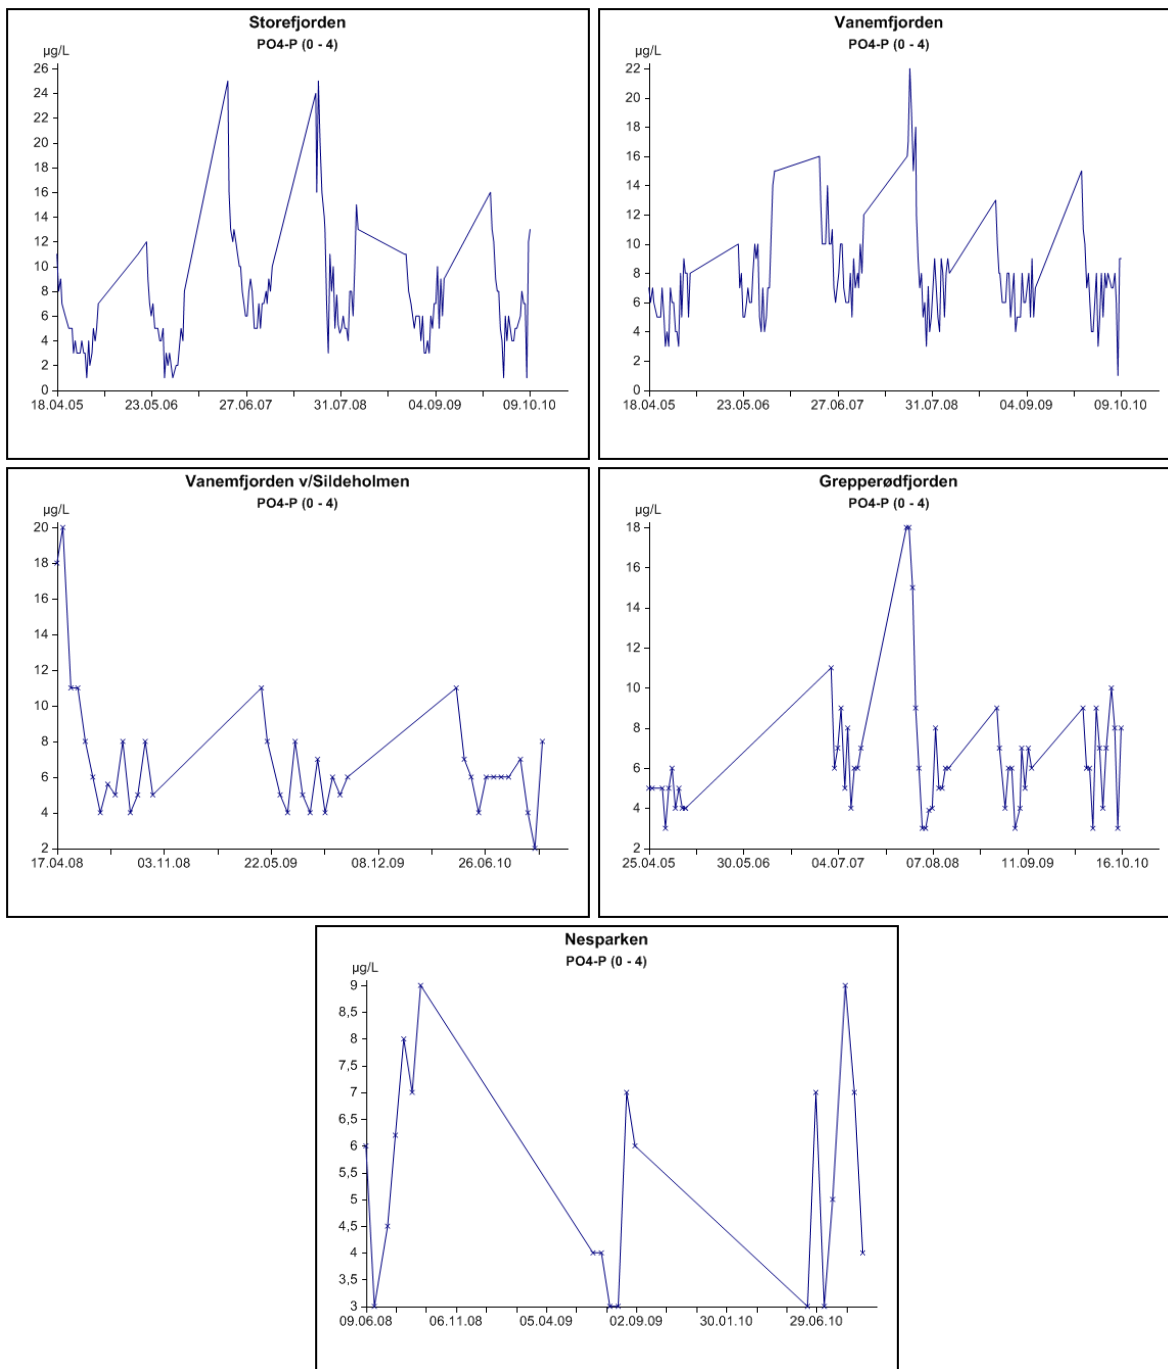 Storefjorden
PO4-P (0 - 4)
µg/L
26
24
22
20
18
16
14
12
10
8
6
4
2
0
18.04.05 23.05.06 27.06.07 31.07.08 04.09.09 09.10.10
Vanemfjorden
PO4-P (0 - 4)
µg/L
22
20
18
16
14
12
10
8
6
4
2
0
18.04.05 23.05.06 27.06.07 31.07.08 04.09.09 09.10.10
Vanemfjorden v/Sildeholmen
PO4-P (0 - 4)
µg/L
20
18
16
14
12
10
8
6
4
2
17.04.08 03.11.08 22.05.09 08.12.09 26.06.10
Grepperødfjorden
PO4-P (0 - 4)
µg/L
18
16
14
12
10
8
6
4
2
25.04.05 30.05.06 04.07.07 07.08.08 11.09.09 16.10.10
Nesparken
PO4-P (0 - 4)
µg/L
9
8,5
8
7,5
7
6,5
6
5,5
5
4,5
4
3,5
3
09.06.08 06.11.08 05.04.09 02.09.09 30.01.10 29.06.10